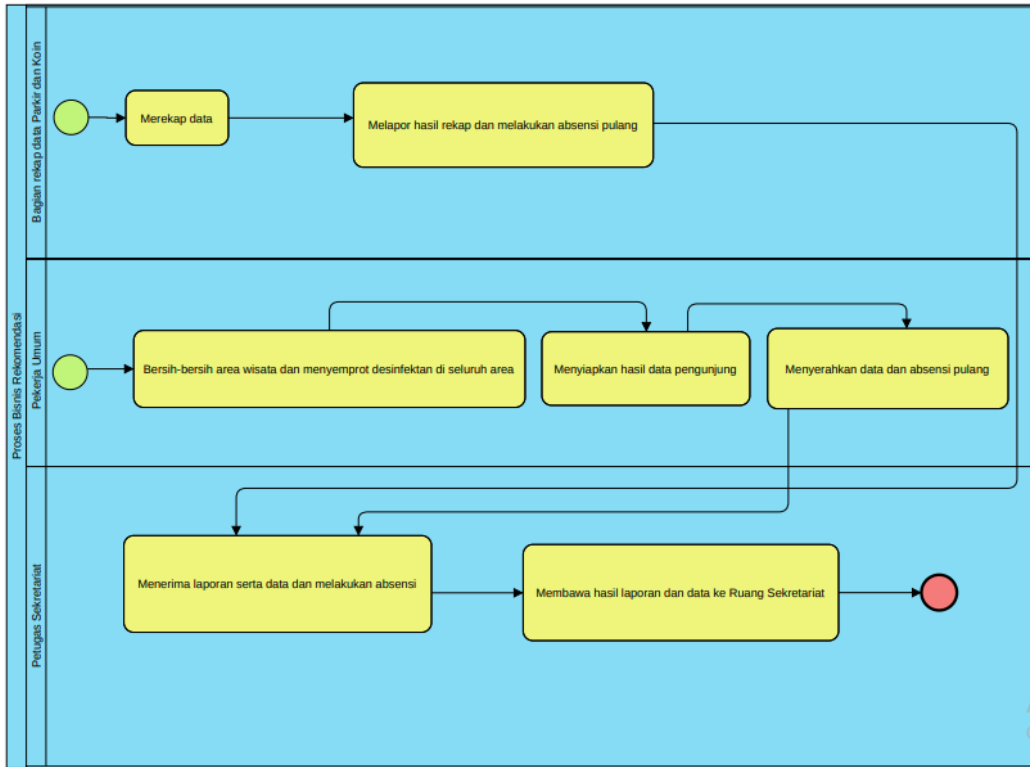 Proses Bisnis Rekomendasi
Bagian rekap data Parkir dan Koin
Merekap data
Melapor hasil rekap dan melakukan absensi pulang
Pekerja Umum
Bersih-bersih area wisata dan menyemprot desinfektan di seluruh area
Menyiapkan hasil data pengunjung
Menyerahkan data dan absensi pulang
Petugas Sekretariat
Menerima laporan serta data dan melakukan absensi
Membawa hasil laporan dan data ke Ruang Sekretariat